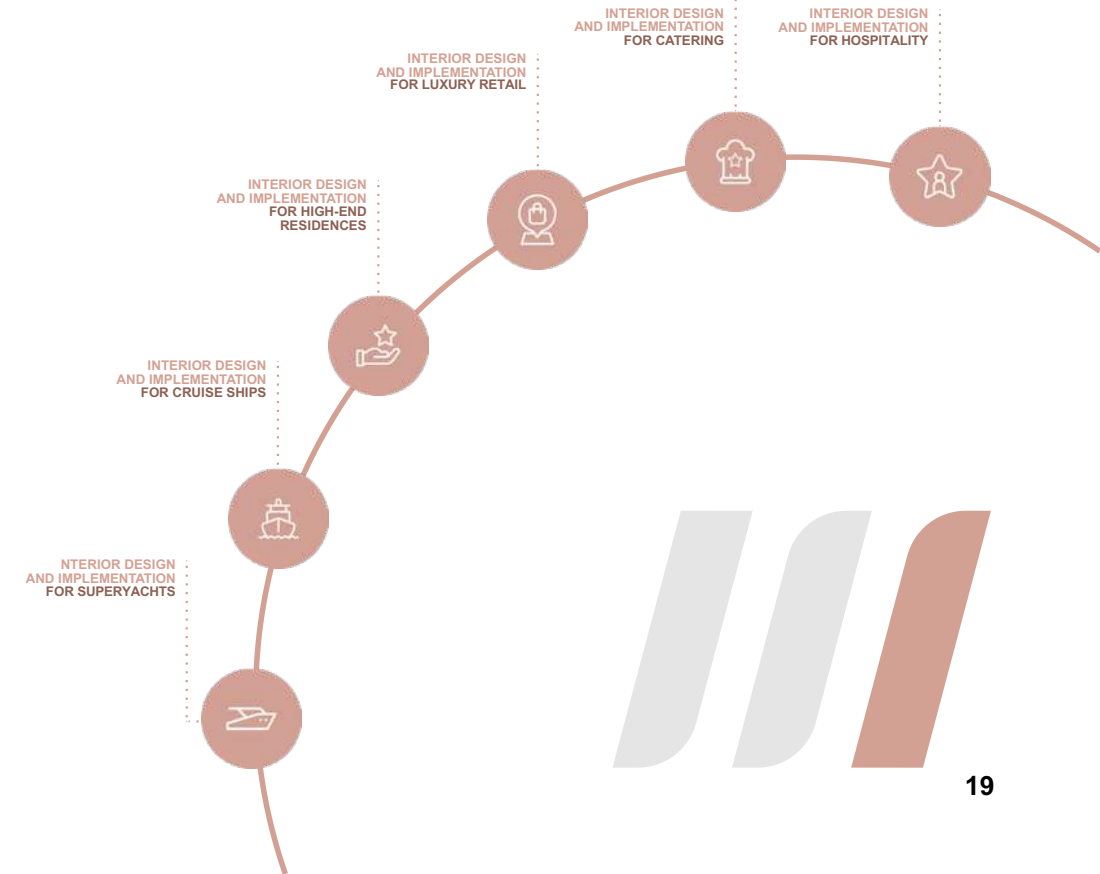 INTERIOR DESIGN
AND IMPLEMENTATION
FOR CATERING
INTERIOR DESIGN
AND IMPLEMENTATION
FOR HOSPITALITY
INTERIOR DESIGN
AND IMPLEMENTATION
FOR LUXURY RETAIL
INTERIOR DESIGN
AND IMPLEMENTATION
FOR HIGH-END
RESIDENCES
INTERIOR DESIGN
AND IMPLEMENTATION
FOR CRUISE SHIPS
NTERIOR DESIGN
AND IMPLEMENTATION
FOR SUPERYACHTS
19